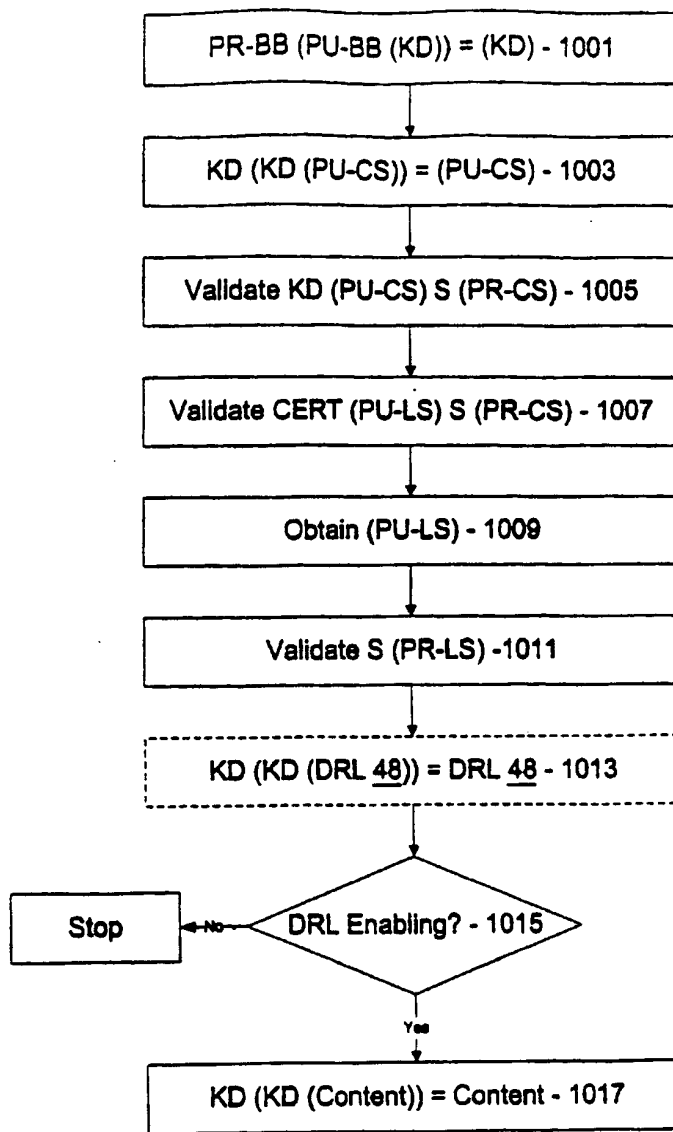 PR-BB (PU-BB (KD)) = (KD) - 1001
KD (KD (PU-CS)) = (PU-CS) - 1003
Validate KD (PU-CS) S (PR-CS) - 1005
Validate CERT (PU-LS) S (PR-CS) - 1007
Obtain (PU-LS) - 1009
Validate S (PR-LS) -1011
KD (KD (DRL 48)) = DRL 48 - 1013
DRL Enabling? - 1015
No
Stop
Yes
KD (KD (Content)) = Content - 1017